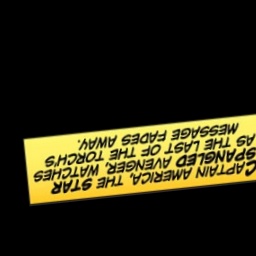 CAPTAIN AMERICA, THE STAR
SPANGLED AVENGER, WATCHES
AS THE LAST OF THE TORCH'S
MESSAGE FADES AWAY.